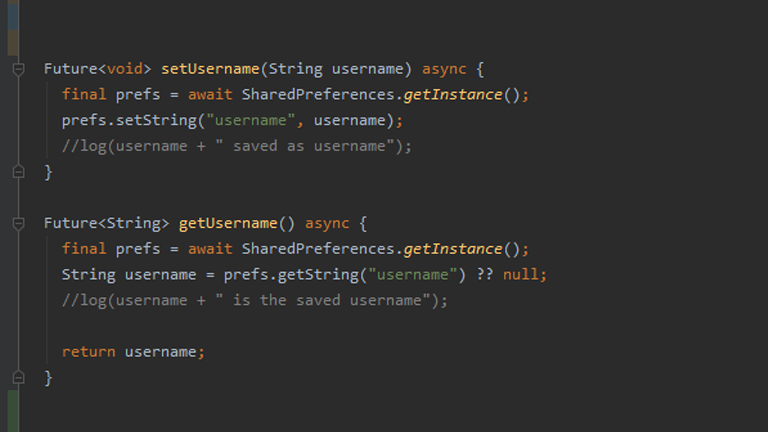 Future<void> setUsername(String username) async {
final prefs = await SharedPreferences.getInstance();
prefs.setString("username", username);
//log(username + " saved as username");
}
Future<String> getUsername() async {
final prefs = await SharedPreferences.getInstance();
String username = prefs.getString("username") ?? null;
//log(username + " is the saved username");
return username;
}